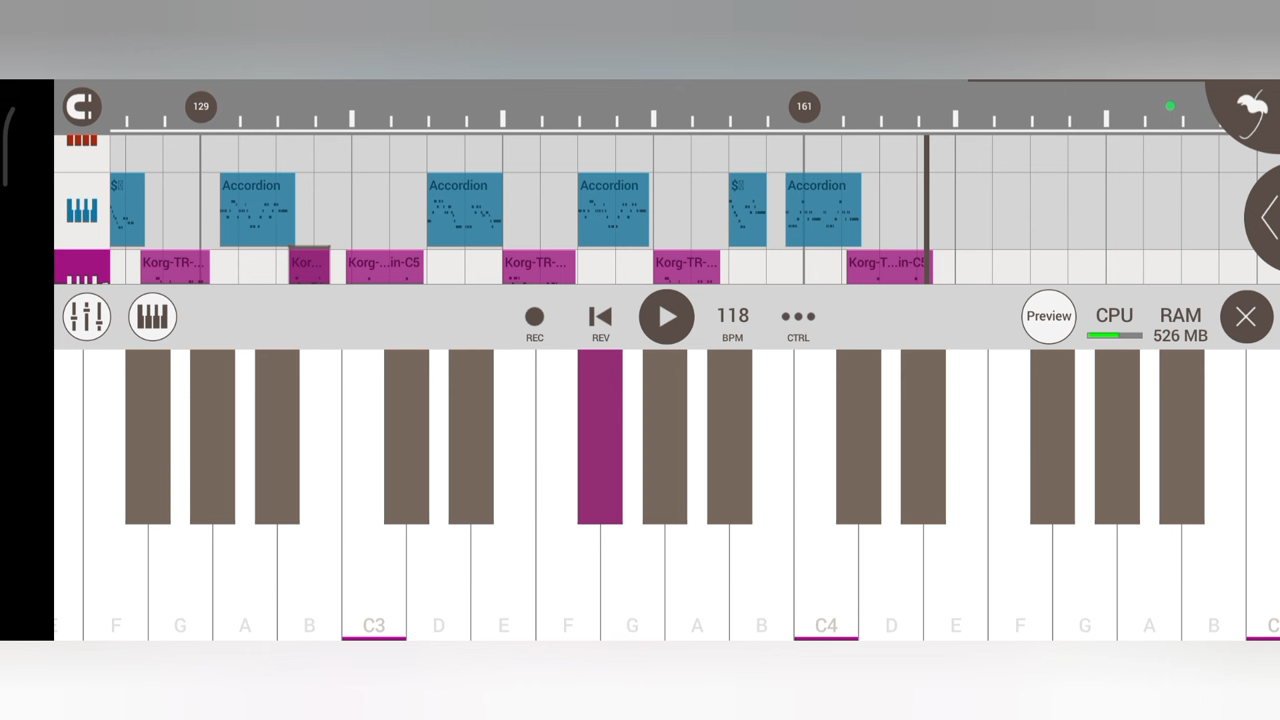 129
161
$
Accordion
Accordion
Accordion
$
Accordion
Korg-TR-...
Kor...
Korg-...in-C5
Korg-TR-...
Korg-TR-...
Korg-T...in-C5
REC
REV
118
BPM
CTRL
Preview
CPU
RAM
526 MB
F G A B C3 D E F G A B C4 D E F G A B C